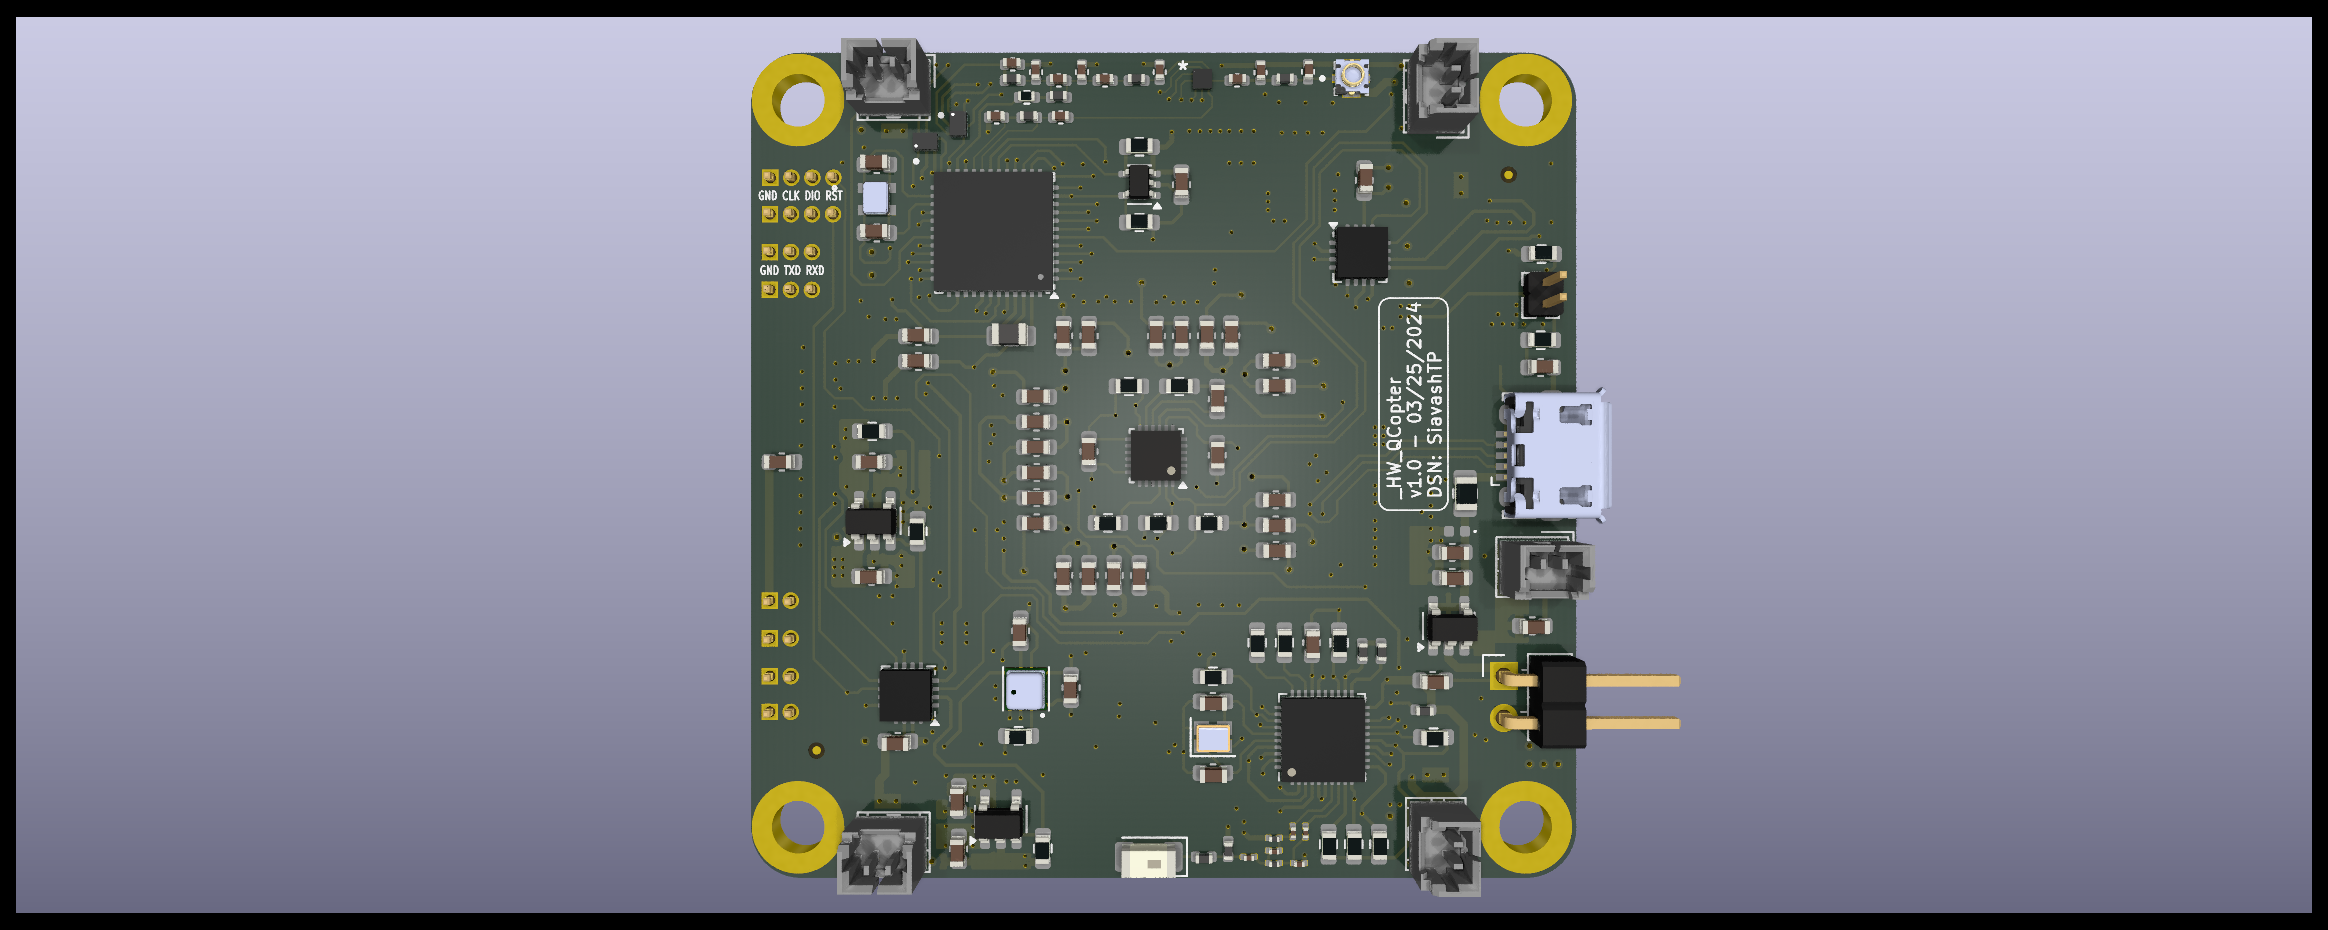 *
GND CLK DIO RST
GND TXD RXD
_HW_QCopter
v1.0 - 03/25/2024
DSN: SiavashTP